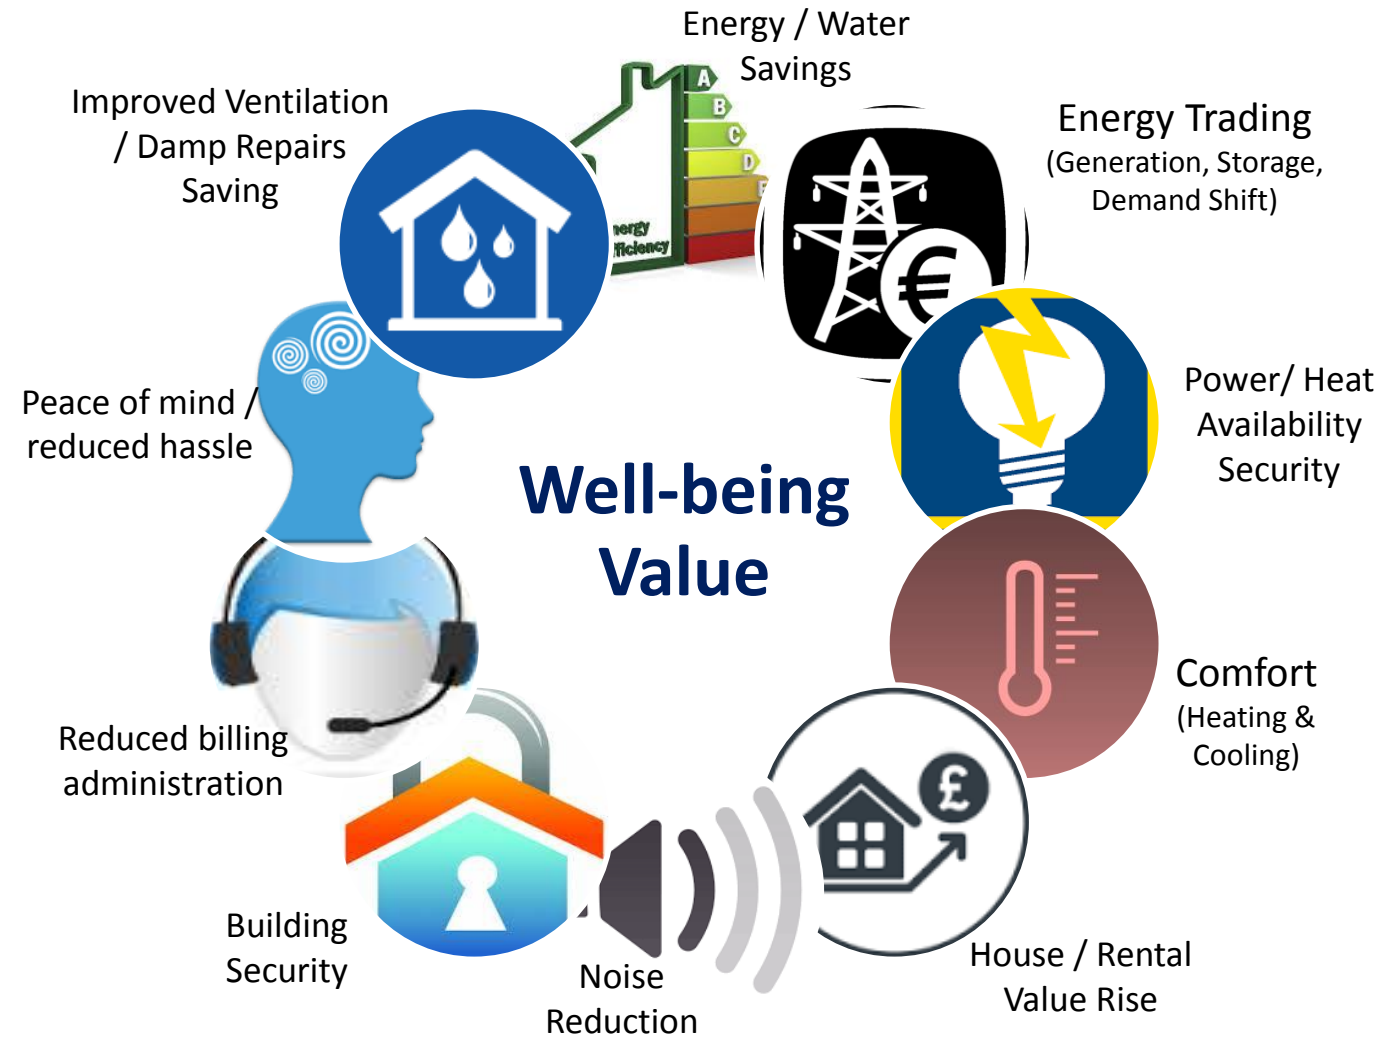 Energy / Water
Savings
Improved Ventilation
/ Damp Repairs
Saving
Energy Trading
(Generation, Storage,
Demand Shift)
A
B
C
D
E
nergy
fficiency
€
Power/ Heat
Availability
Security
Peace of mind /
reduced hassle
Well-being
Value
Comfort
(Heating &
Cooling)
Reduced billing
administration
£
Building
Security
Noise
Reduction
House / Rental
Value Rise